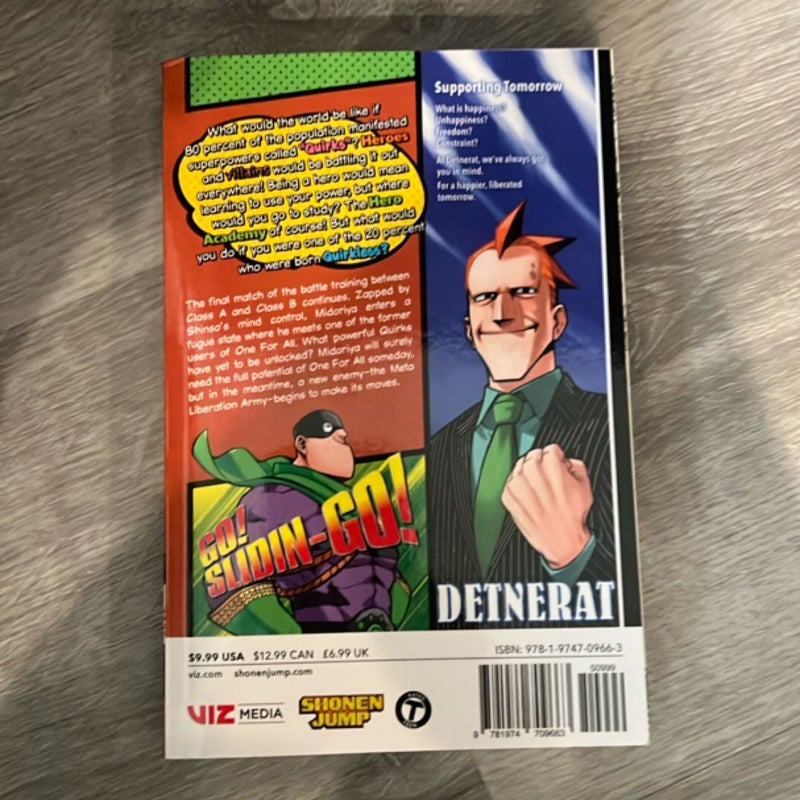 What would the world be like if
80 percent of the population manifested
superpowers called "Quirks"? Heroes
and villains would be battling it out
everywhere! Being a hero would mean
learning to use your power, but where
would you go to study? The Hero
Academy of course! But what would
you do if you were one of the 20 percent
who were born Quirkless?
The final match of the battle training between
Class A and Class B continues. Zapped by
Shinso's mind control, Midoriya enters a
fugue state where he meets one of the former
users of One For All. What powerful Quirks
have yet to be unlocked? Midoriya will surely
need the full potential of One For All someday,
but in the meantime, a new enemy—the Meta
Liberation Army—begins to make its moves.
GO!
SLIDIN-GO!
Supporting Tomorrow
What is happiness?
Unhappiness?
Freedom?
Constraint?
At Detnerat, we've always got
you in mind.
For a happier, liberated
tomorrow.
DETNERAT
$9.99 USA $12.99 CAN £6.99 UK
viz.com shonenjump.com
VIZ MEDIA
SHONEN
JUMP
RATED
T
TEEN
ISBN: 978-1-9747-0966-3
50999
9 781974 709663